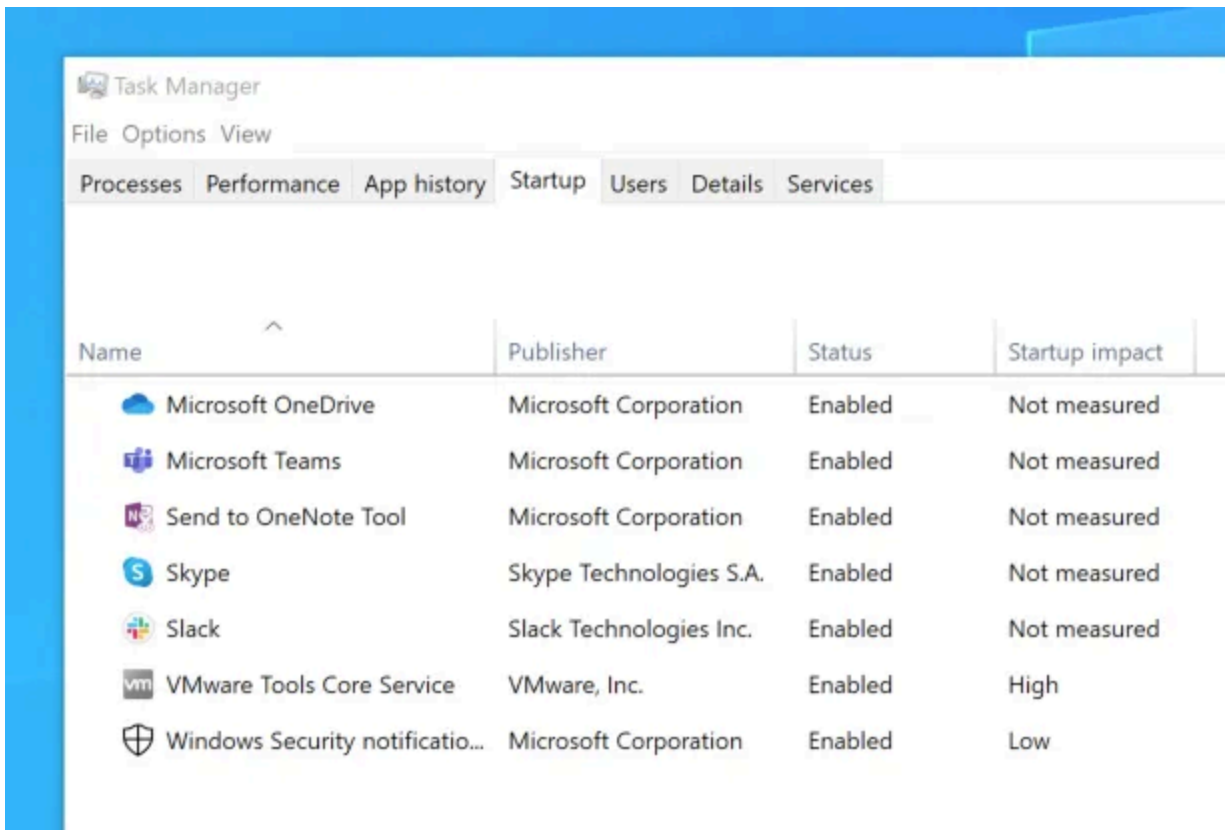 Task Manager
File Options View
Processes Performance App history Startup Users Details Services
Name Publisher Status Startup impact
Microsoft OneDrive Microsoft Corporation Enabled Not measured
Microsoft Teams Microsoft Corporation Enabled Not measured
Send to OneNote Tool Microsoft Corporation Enabled Not measured
Skype Skype Technologies S.A. Enabled Not measured
Slack Slack Technologies Inc. Enabled Not measured
VMware Tools Core Service VMware, Inc. Enabled High
Windows Security notificatio... Microsoft Corporation Enabled Low